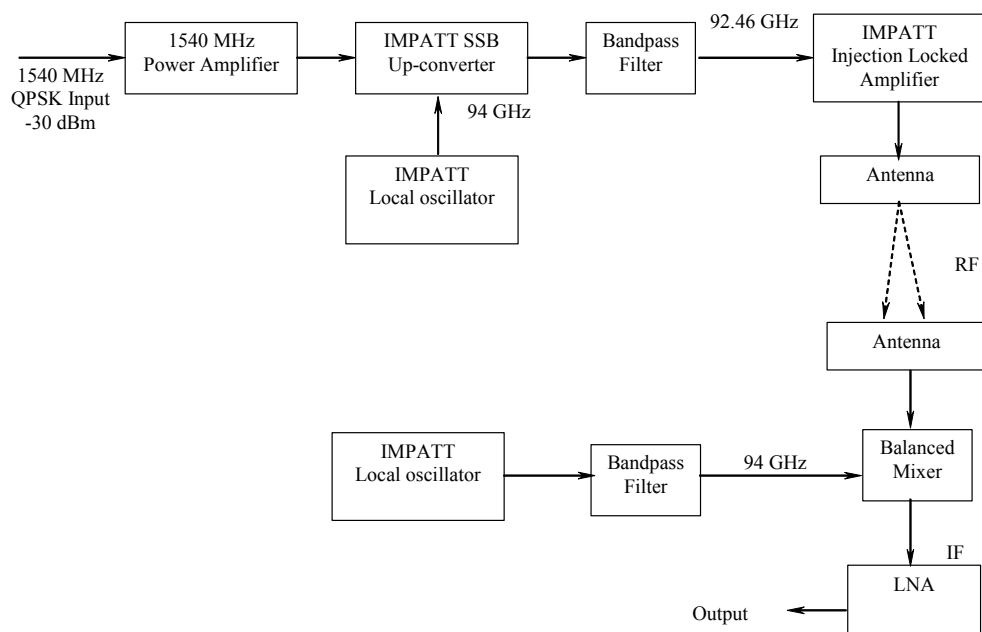 1540 MHz
Power Amplifier
IMPATT SSB
Up-converter
Bandpass
Filter
92.46 GHz
IMPATT
Injection Locked
Amplifier
1540 MHz
QPSK Input
-30 dBm
94 GHz
IMPATT
Local oscillator
Antenna
RF
Antenna
IMPATT
Local oscillator
Bandpass
Filter
94 GHz
Balanced
Mixer
IF
LNA
Output